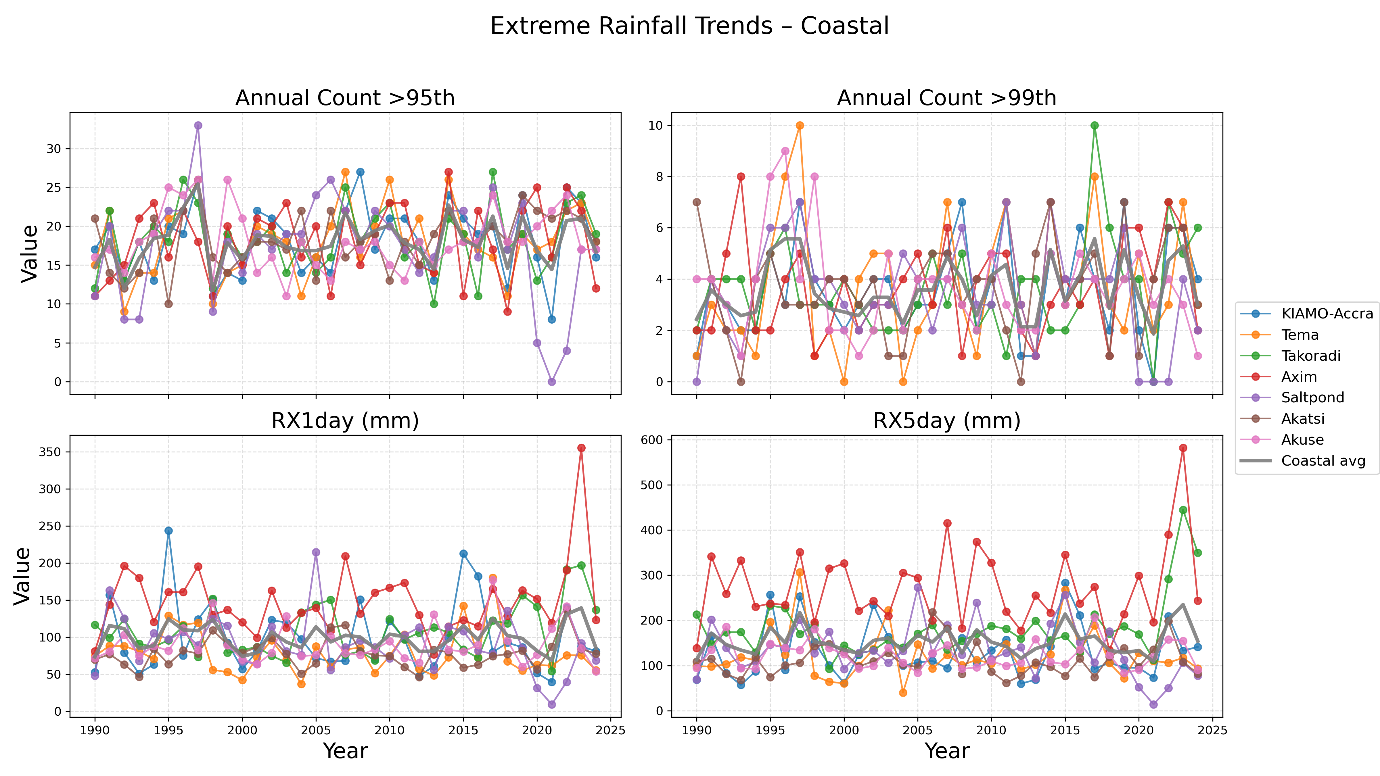 Extreme Rainfall Trends – Coastal
Annual Count >95th
Annual Count >99th
Value
30
25
20
15
10
5
0
10
8
6
4
2
0
KIAMO-Accra
Tema
Takoradi
Axim
Saltpond
Akatsi
Akuse
Coastal avg
RX1day (mm)
RX5day (mm)
Value
350
300
250
200
150
100
50
0
600
500
400
300
200
100
0
1990 1995 2000 2005 2010 2015 2020 2025
1990 1995 2000 2005 2010 2015 2020 2025
Year
Year